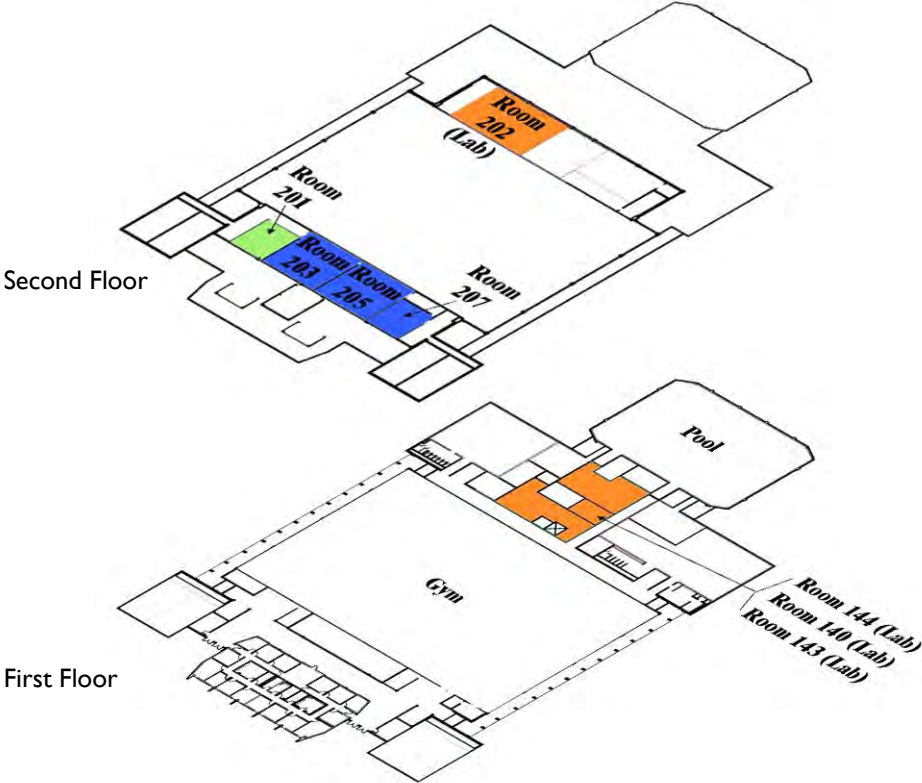 Room
202
(Lab)
Room
201
Room
203
Room
205
Room
207
Second Floor
Pool
Gym
Room 144 (Lab)
Room 140 (Lab)
Room 143 (Lab)
First Floor